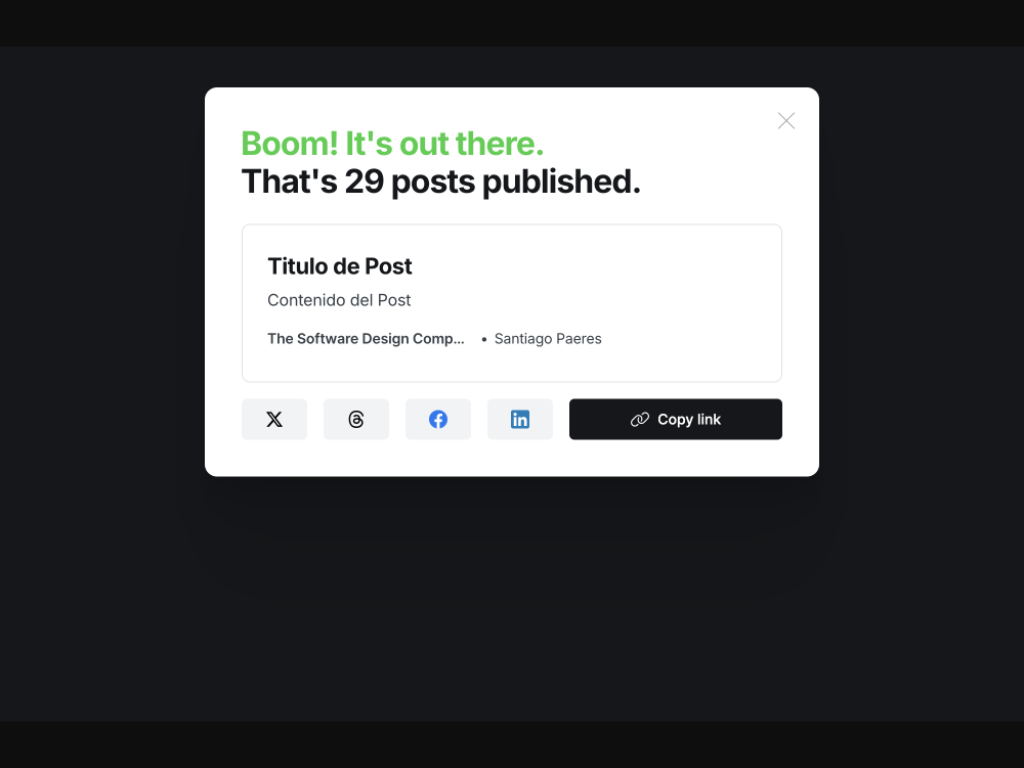 Boom! It's out there.
That's 29 posts published.
Titulo de Post
Contenido del Post
The Software Design Comp... • Santiago Paeres
Copy link